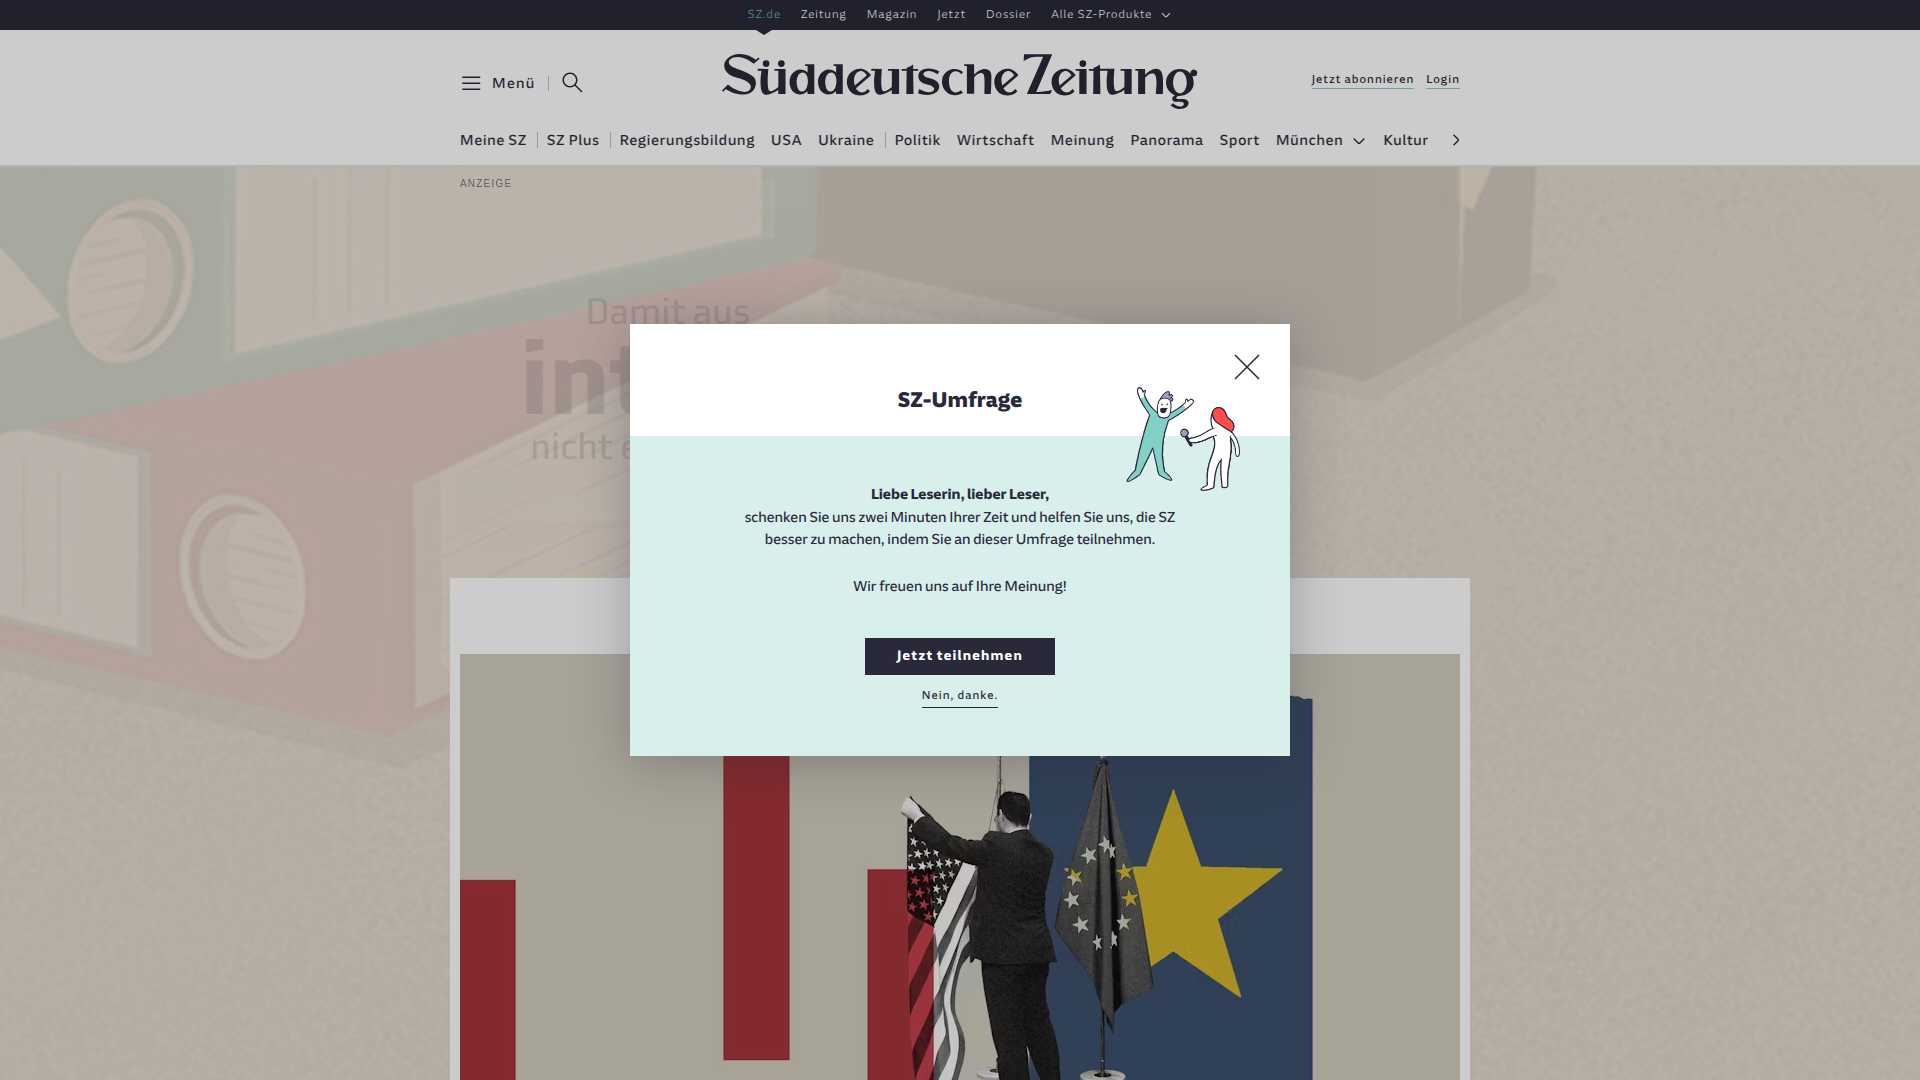 SZ.de Zeitung Magazin Jetzt Dossier Alle SZ-Produkte
Menü
Süddeutsche Zeitung
Jetzt abonnieren Login
Meine SZ SZ Plus Regierungsbildung USA Ukraine Politik Wirtschaft Meinung Panorama Sport München Kultur
ANZEIGE
Damit aus
nicht
SZ-Umfrage
Liebe Leserin, lieber Leser,
schenken Sie uns zwei Minuten Ihrer Zeit und helfen Sie uns, die SZ
besser zu machen, indem Sie an dieser Umfrage teilnehmen.
Wir freuen uns auf Ihre Meinung!
Jetzt teilnehmen
Nein, danke.